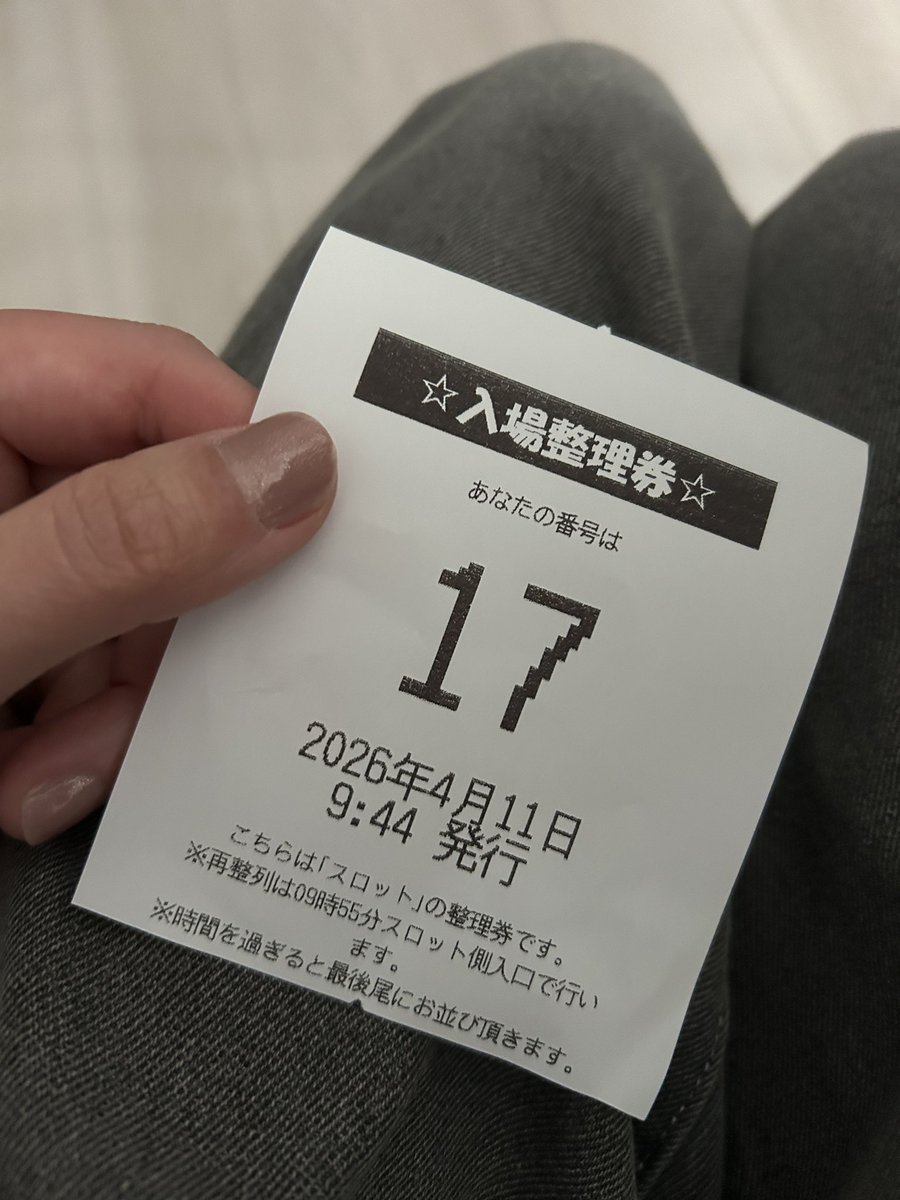 ☆入場整理券☆
あなたの番号は
17
2026年4月11日
9:44 発行
こちらは「スロット」の整理券です。
※再整列は09時55分スロット側入口で行い
ます。
※時間を過ぎると最後尾にお並び頂きます。